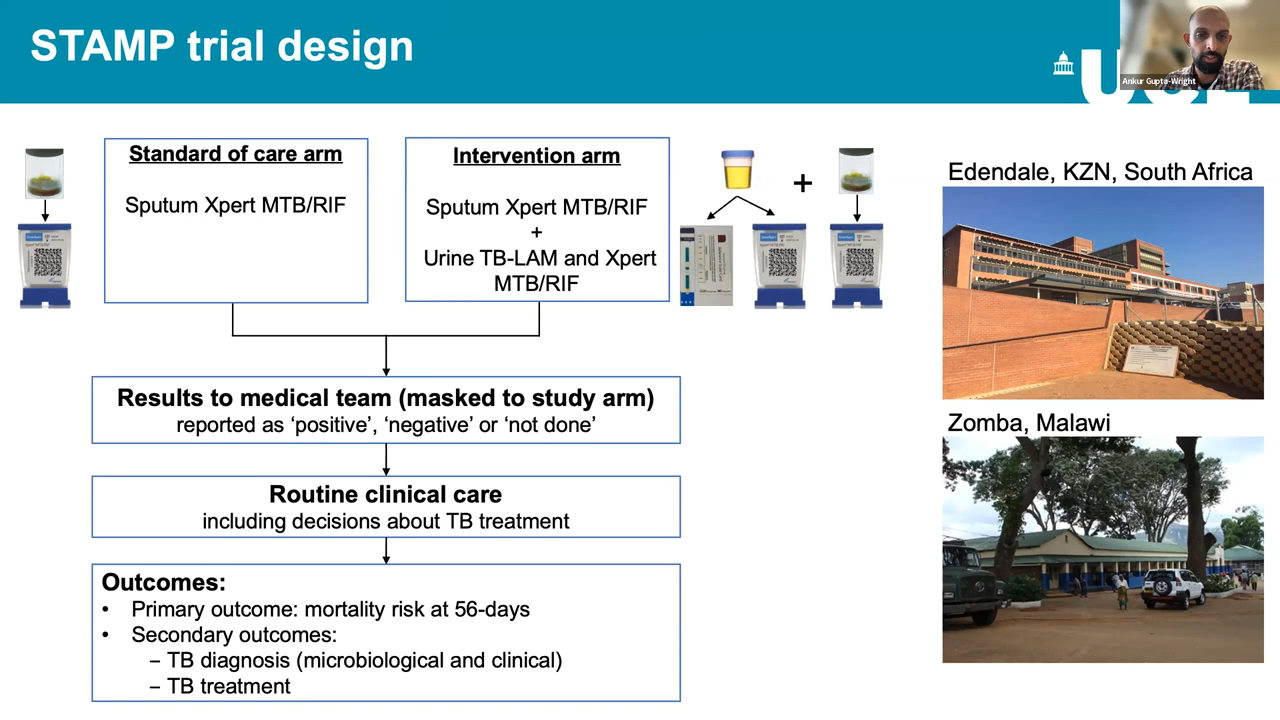 STAMP trial design
Ankur Gupta-Wright
Standard of care arm
Sputum Xpert MTB/RIF
Intervention arm
Sputum Xpert MTB/RIF
+
Urine TB-LAM and Xpert
MTB/RIF
+
Edendale, KZN, South Africa
Results to medical team (masked to study arm)
reported as ‘positive’, ‘negative’ or ‘not done’
Zomba, Malawi
Routine clinical care
including decisions about TB treatment
Outcomes:
• Primary outcome: mortality risk at 56-days
• Secondary outcomes:
– TB diagnosis (microbiological and clinical)
– TB treatment